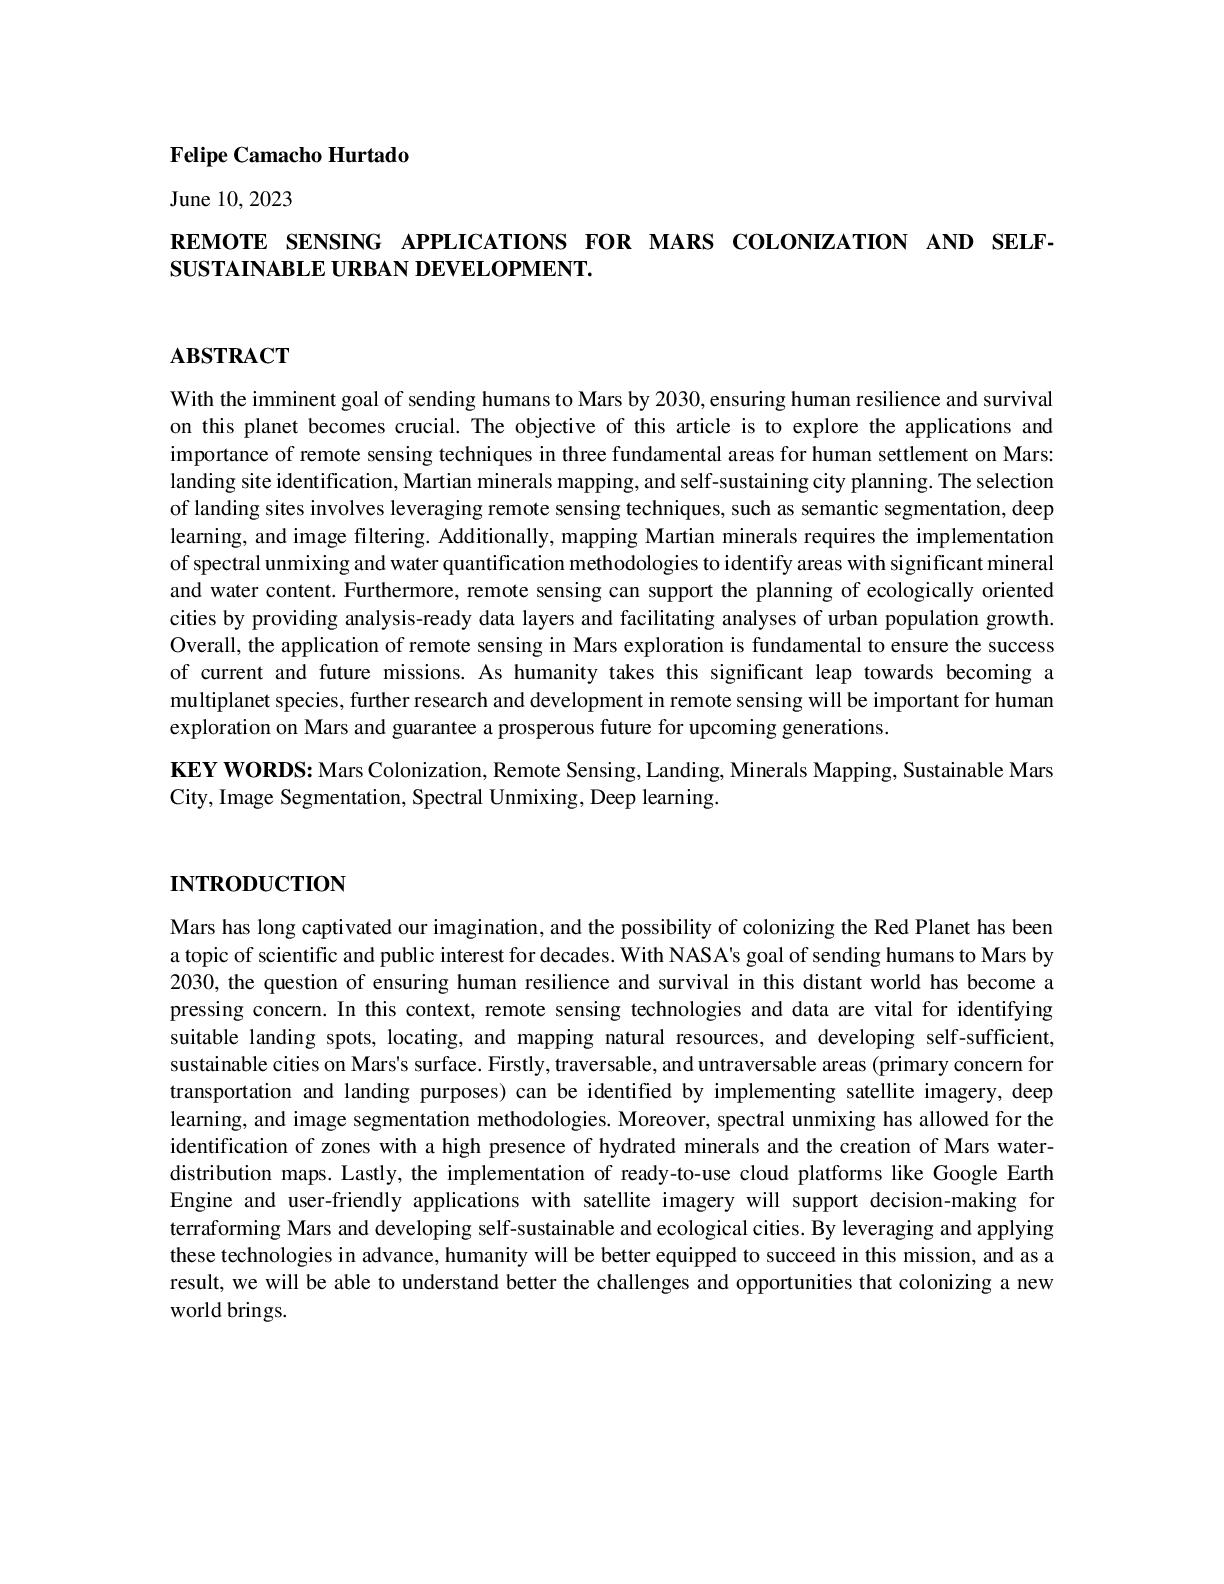 Felipe Camacho Hurtado
June 10, 2023
REMOTE SENSING APPLICATIONS FOR MARS COLONIZATION AND SELF-
SUSTAINABLE URBAN DEVELOPMENT.
ABSTRACT
With the imminent goal of sending humans to Mars by 2030, ensuring human resilience and survival
on this planet becomes crucial. The objective of this article is to explore the applications and
importance of remote sensing techniques in three fundamental areas for human settlement on Mars:
landing site identification, Martian minerals mapping, and self-sustaining city planning. The selection
of landing sites involves leveraging remote sensing techniques, such as semantic segmentation, deep
learning, and image filtering. Additionally, mapping Martian minerals requires the implementation
of spectral unmixing and water quantification methodologies to identify areas with significant mineral
and water content. Furthermore, remote sensing can support the planning of ecologically oriented
cities by providing analysis-ready data layers and facilitating analyses of urban population growth.
Overall, the application of remote sensing in Mars exploration is fundamental to ensure the success
of current and future missions. As humanity takes this significant leap towards becoming a
multiplanet species, further research and development in remote sensing will be important for human
exploration on Mars and guarantee a prosperous future for upcoming generations.
KEY WORDS: Mars Colonization, Remote Sensing, Landing, Minerals Mapping, Sustainable Mars
City, Image Segmentation, Spectral Unmixing, Deep learning.
INTRODUCTION
Mars has long captivated our imagination, and the possibility of colonizing the Red Planet has been
a topic of scientific and public interest for decades. With NASA's goal of sending humans to Mars by
2030, the question of ensuring human resilience and survival in this distant world has become a
pressing concern. In this context, remote sensing technologies and data are vital for identifying
suitable landing spots, locating, and mapping natural resources, and developing self-sufficient,
sustainable cities on Mars's surface. Firstly, traversable, and untraversable areas (primary concern for
transportation and landing purposes) can be identified by implementing satellite imagery, deep
learning, and image segmentation methodologies. Moreover, spectral unmixing has allowed for the
identification of zones with a high presence of hydrated minerals and the creation of Mars water-
distribution maps. Lastly, the implementation of ready-to-use cloud platforms like Google Earth
Engine and user-friendly applications with satellite imagery will support decision-making for
terraforming Mars and developing self-sustainable and ecological cities. By leveraging and applying
these technologies in advance, humanity will be better equipped to succeed in this mission, and as a
result, we will be able to understand better the challenges and opportunities that colonizing a new
world brings.